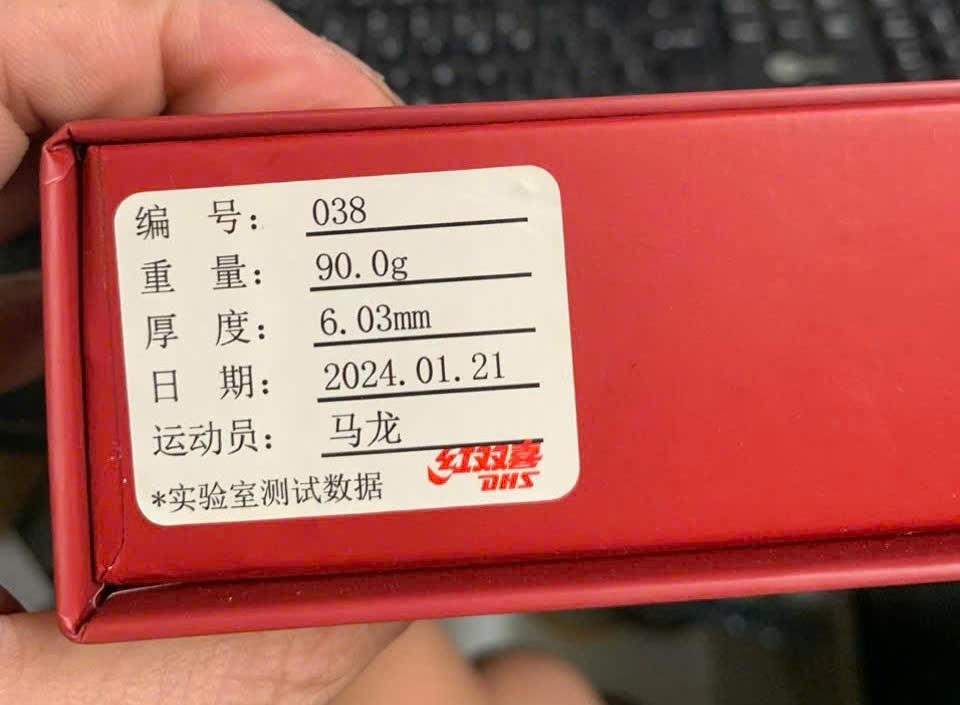 编 号： 038
重 量： 90.0g
厚 度： 6.03mm
日 期： 2024.01.21
运动员： 马龙
*实验室测试数据
红双喜
DHS